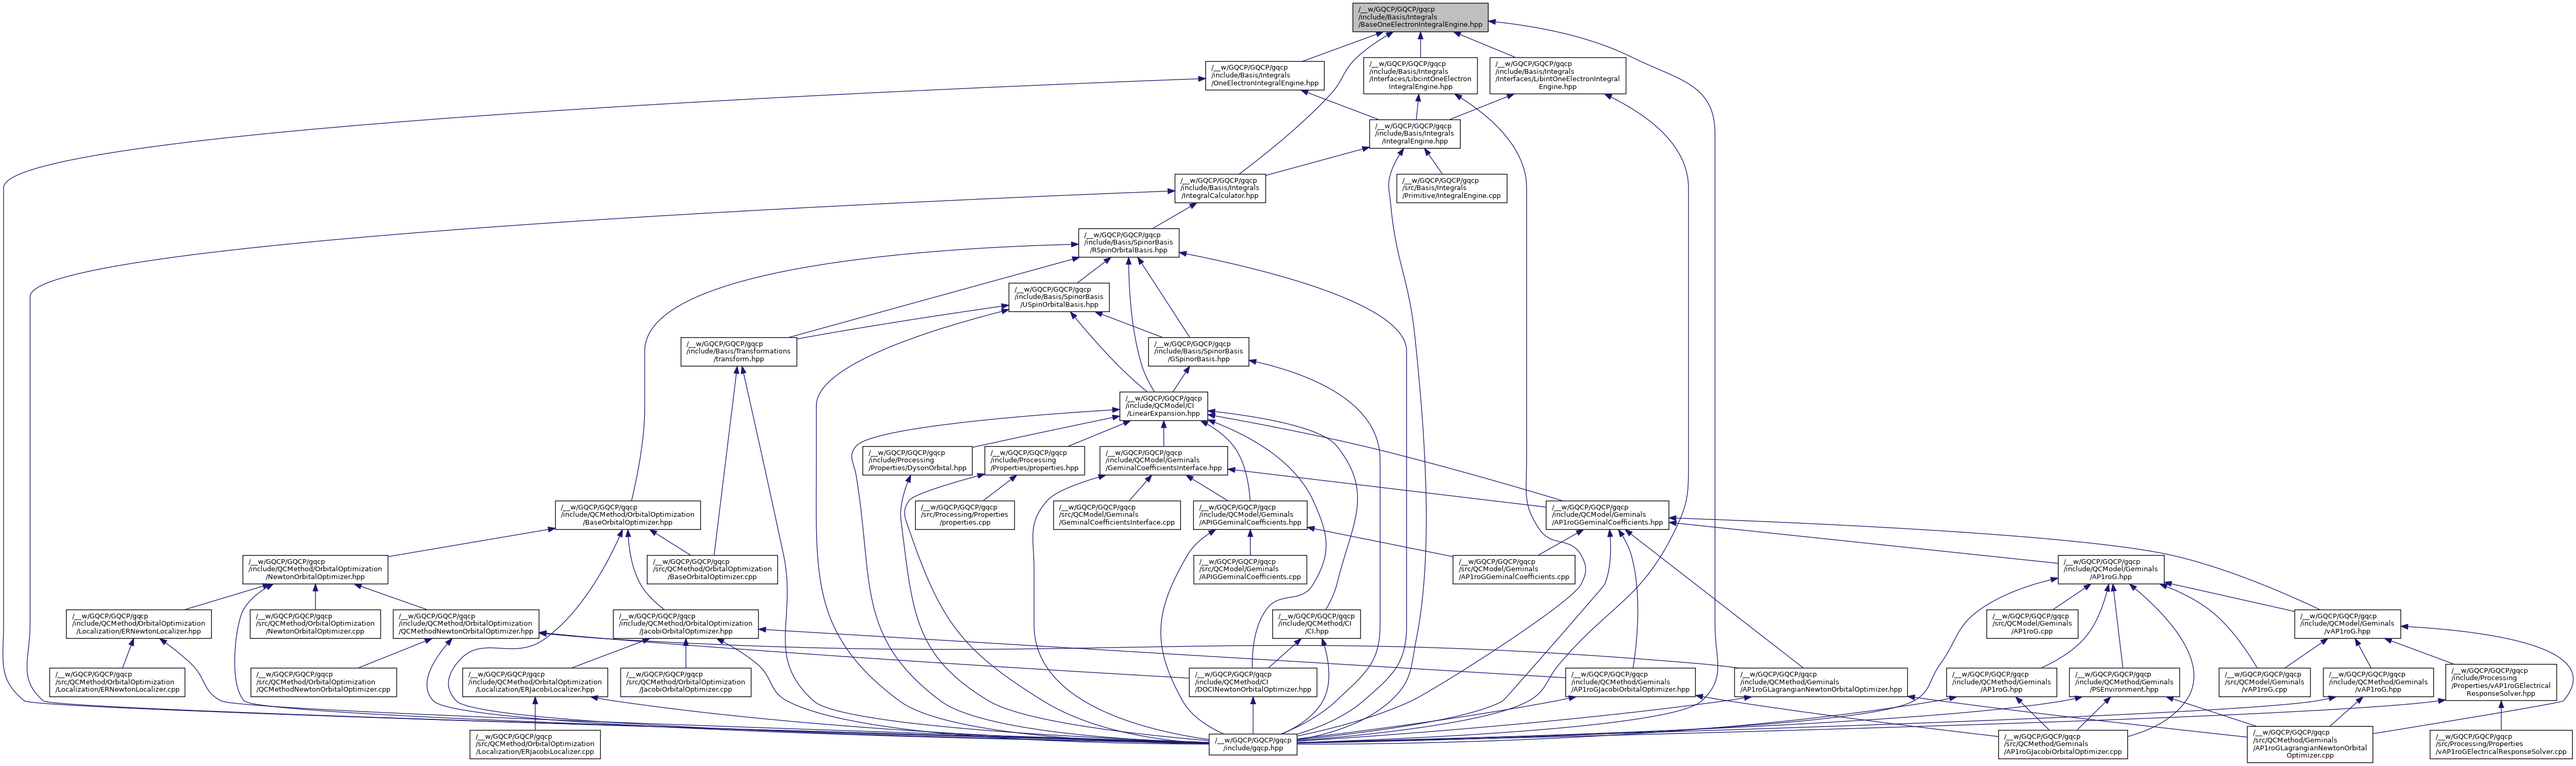 /__w/GQCP/GQCP/gqcp
/include/Basis/Integrals
/BaseOneElectronIntegralEngine.hpp
/__w/GQCP/GQCP/gqcp
/include/Basis/Integrals
/OneElectronIntegralEngine.hpp
/__w/GQCP/GQCP/gqcp
/include/Basis/Integrals
/Interfaces/LibcintOneElectron
IntegralEngine.hpp
/__w/GQCP/GQCP/gqcp
/include/Basis/Integrals
/Interfaces/LibintOneElectronIntegral
Engine.hpp
/__w/GQCP/GQCP/gqcp
/include/Basis/Integrals
/IntegralEngine.hpp
/__w/GQCP/GQCP/gqcp
/include/Basis/Integrals
/IntegralCalculator.hpp
/__w/GQCP/GQCP/gqcp
/src/Basis/Integrals
/Primitive/IntegralEngine.cpp
/__w/GQCP/GQCP/gqcp
/include/Basis/SpinorBasis
/RSpinOrbitalBasis.hpp
/__w/GQCP/GQCP/gqcp
/include/Basis/SpinorBasis
/USpinOrbitalBasis.hpp
/__w/GQCP/GQCP/gqcp
/include/Basis/Transformations
/transform.hpp
/__w/GQCP/GQCP/gqcp
/include/Basis/SpinorBasis
/GSpinorBasis.hpp
/__w/GQCP/GQCP/gqcp
/include/QCModel/CI
/LinearExpansion.hpp
/__w/GQCP/GQCP/gqcp
/include/Processing
/Properties/DysonOrbital.hpp
/__w/GQCP/GQCP/gqcp
/include/Processing
/Properties/properties.hpp
/__w/GQCP/GQCP/gqcp
/include/QCModel/Geminals
/GeminalCoefficientsInterface.hpp
/__w/GQCP/GQCP/gqcp
/include/QCMethod/OrbitalOptimization
/BaseOrbitalOptimizer.hpp
/__w/GQCP/GQCP/gqcp
/src/Processing/Properties
/properties.cpp
/__w/GQCP/GQCP/gqcp
/src/QCModel/Geminals
/GeminalCoefficientsInterface.cpp
/__w/GQCP/GQCP/gqcp
/include/QCModel/Geminals
/APIGGeminalCoefficients.hpp
/__w/GQCP/GQCP/gqcp
/include/QCModel/Geminals
/AP1roGGeminalCoefficients.hpp
/__w/GQCP/GQCP/gqcp
/include/QCMethod/OrbitalOptimization
/NewtonOrbitalOptimizer.hpp
/__w/GQCP/GQCP/gqcp
/src/QCMethod/OrbitalOptimization
/BaseOrbitalOptimizer.cpp
/__w/GQCP/GQCP/gqcp
/src/QCModel/Geminals
/APIGGeminalCoefficients.cpp
/__w/GQCP/GQCP/gqcp
/src/QCModel/Geminals
/AP1roGGeminalCoefficients.cpp
/__w/GQCP/GQCP/gqcp
/include/QCModel/Geminals
/AP1roG.hpp
/__w/GQCP/GQCP/gqcp
/include/QCMethod/OrbitalOptimization
/Localization/ERNewtonLocalizer.hpp
/__w/GQCP/GQCP/gqcp
/src/QCMethod/OrbitalOptimization
/NewtonOrbitalOptimizer.cpp
/__w/GQCP/GQCP/gqcp
/include/QCMethod/OrbitalOptimization
/QCMethodNewtonOrbitalOptimizer.hpp
/__w/GQCP/GQCP/gqcp
/include/QCMethod/OrbitalOptimization
/JacobiOrbitalOptimizer.hpp
/__w/GQCP/GQCP/gqcp
/include/QCMethod/CI
/CI.hpp
/__w/GQCP/GQCP/gqcp
/src/QCModel/Geminals
/AP1roG.cpp
/__w/GQCP/GQCP/gqcp
/include/QCModel/Geminals
/vAP1roG.hpp
/__w/GQCP/GQCP/gqcp
/src/QCMethod/OrbitalOptimization
/Localization/ERNewtonLocalizer.cpp
/__w/GQCP/GQCP/gqcp
/src/QCMethod/OrbitalOptimization
/QCMethodNewtonOrbitalOptimizer.cpp
/__w/GQCP/GQCP/gqcp
/include/QCMethod/OrbitalOptimization
/Localization/ERJacobiLocalizer.hpp
/__w/GQCP/GQCP/gqcp
/src/QCMethod/OrbitalOptimization
/JacobiOrbitalOptimizer.cpp
/__w/GQCP/GQCP/gqcp
/include/QCMethod/CI
/DOCINewtonOrbitalOptimizer.hpp
/__w/GQCP/GQCP/gqcp
/include/QCMethod/Geminals
/AP1roGJacobiOrbitalOptimizer.hpp
/__w/GQCP/GQCP/gqcp
/include/QCMethod/Geminals
/AP1roGLagrangianNewtonOrbitalOptimizer.hpp
/__w/GQCP/GQCP/gqcp
/include/QCMethod/Geminals
/AP1roG.hpp
/__w/GQCP/GQCP/gqcp
/include/QCMethod/Geminals
/PSEnvironment.hpp
/__w/GQCP/GQCP/gqcp
/src/QCModel/Geminals
/vAP1roG.cpp
/__w/GQCP/GQCP/gqcp
/include/QCMethod/Geminals
/vAP1roG.hpp
/__w/GQCP/GQCP/gqcp
/include/Processing
/Properties/vAP1roGElectrical
ResponseSolver.hpp
/__w/GQCP/GQCP/gqcp
/src/QCMethod/OrbitalOptimization
/Localization/ERJacobiLocalizer.cpp
/__w/GQCP/GQCP/gqcp
/include/gqcp.hpp
/__w/GQCP/GQCP/gqcp
/src/QCMethod/Geminals
/AP1roGJacobiOrbitalOptimizer.cpp
/__w/GQCP/GQCP/gqcp
/src/QCMethod/Geminals
/AP1roGLagrangianNewtonOrbital
Optimizer.cpp
/__w/GQCP/GQCP/gqcp
/src/Processing/Properties
/vAP1roGElectricalResponseSolver.cpp